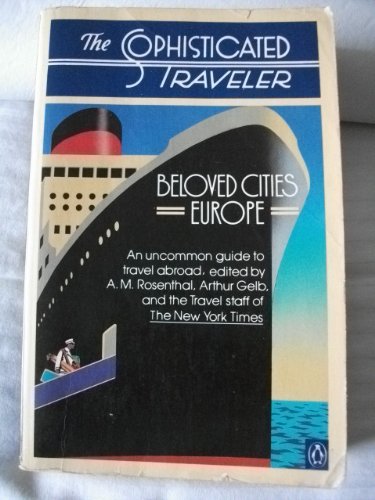 The SOPHISTICATED
TRAVELER
BELOVED CITIES
EUROPE
An uncommon guide to
travel abroad, edited by
A.M. Rosenthal, Arthur Gelb,
and the Travel staff of
The New York Times